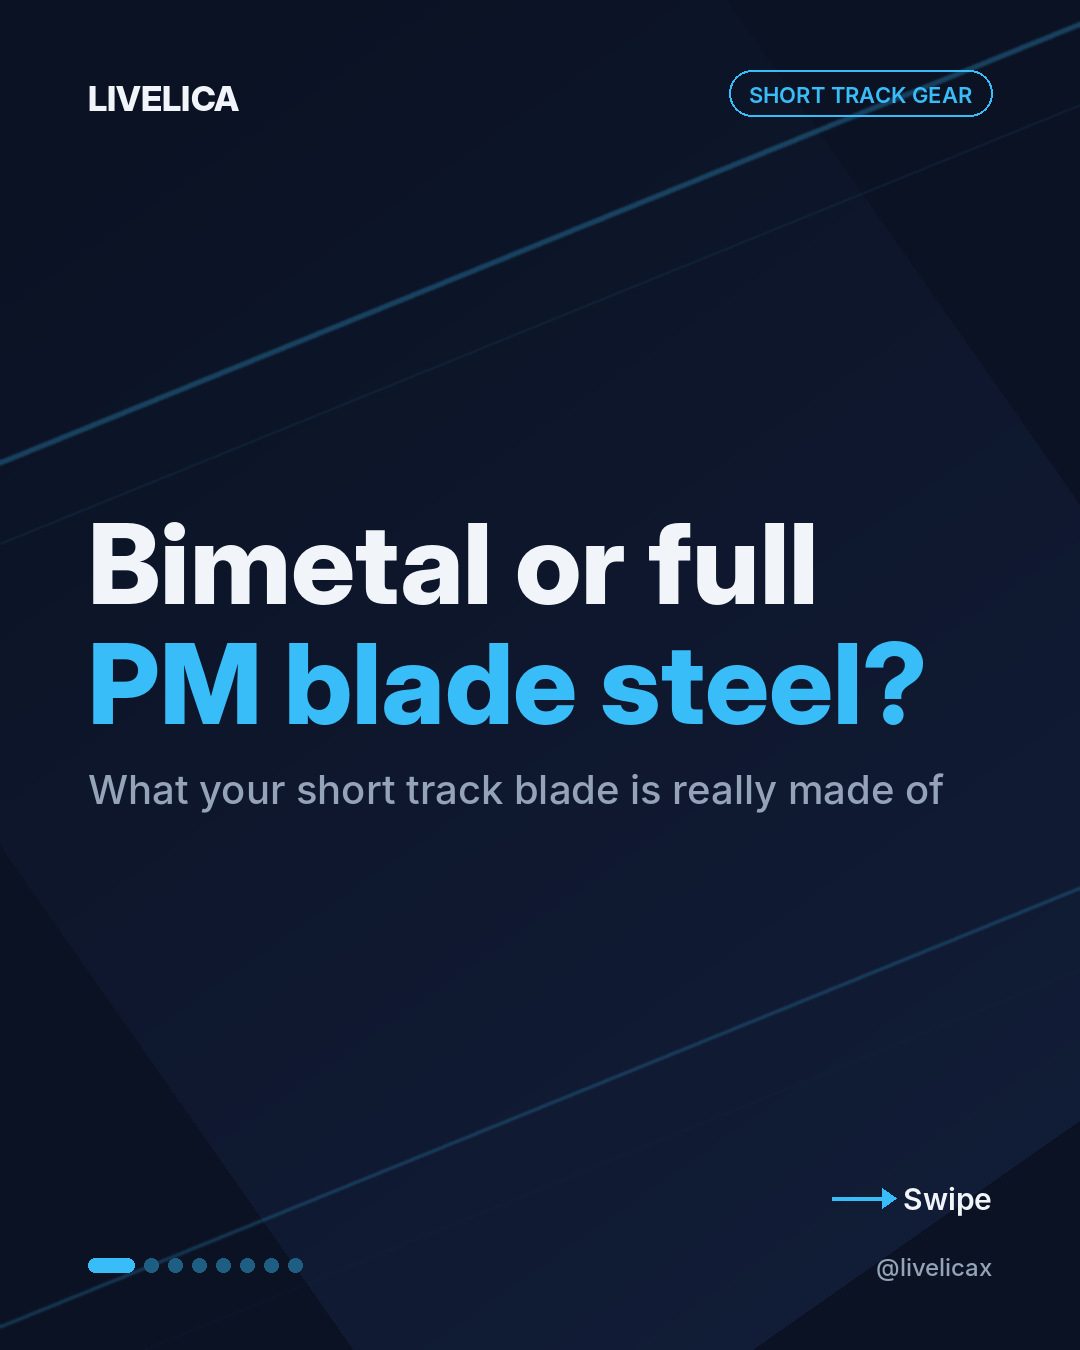 LIVELICA
SHORT TRACK GEAR
Bimetal or full
PM blade steel?
What your short track blade is really made of
Swipe
@livelicax